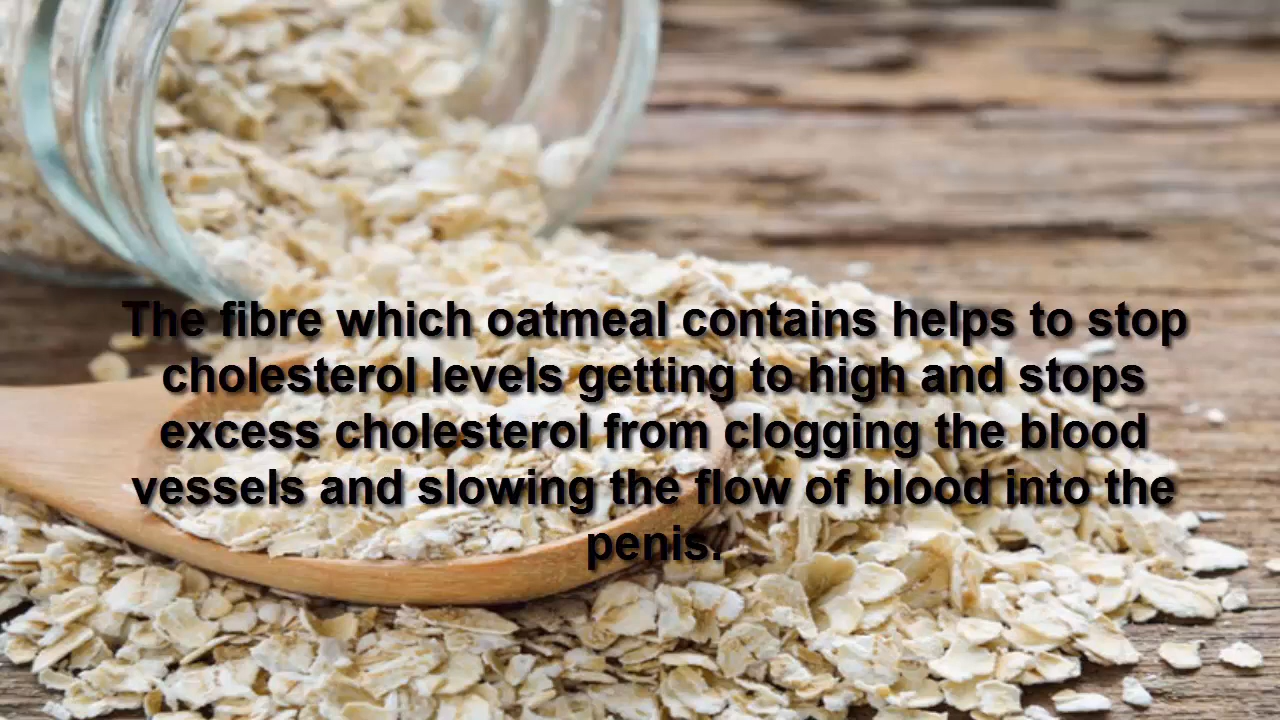 The fibre which oatmeal contains helps to stop
cholesterol levels getting to high and stops
excess cholesterol from clogging the blood
vessels and slowing the flow of blood into the
penis.